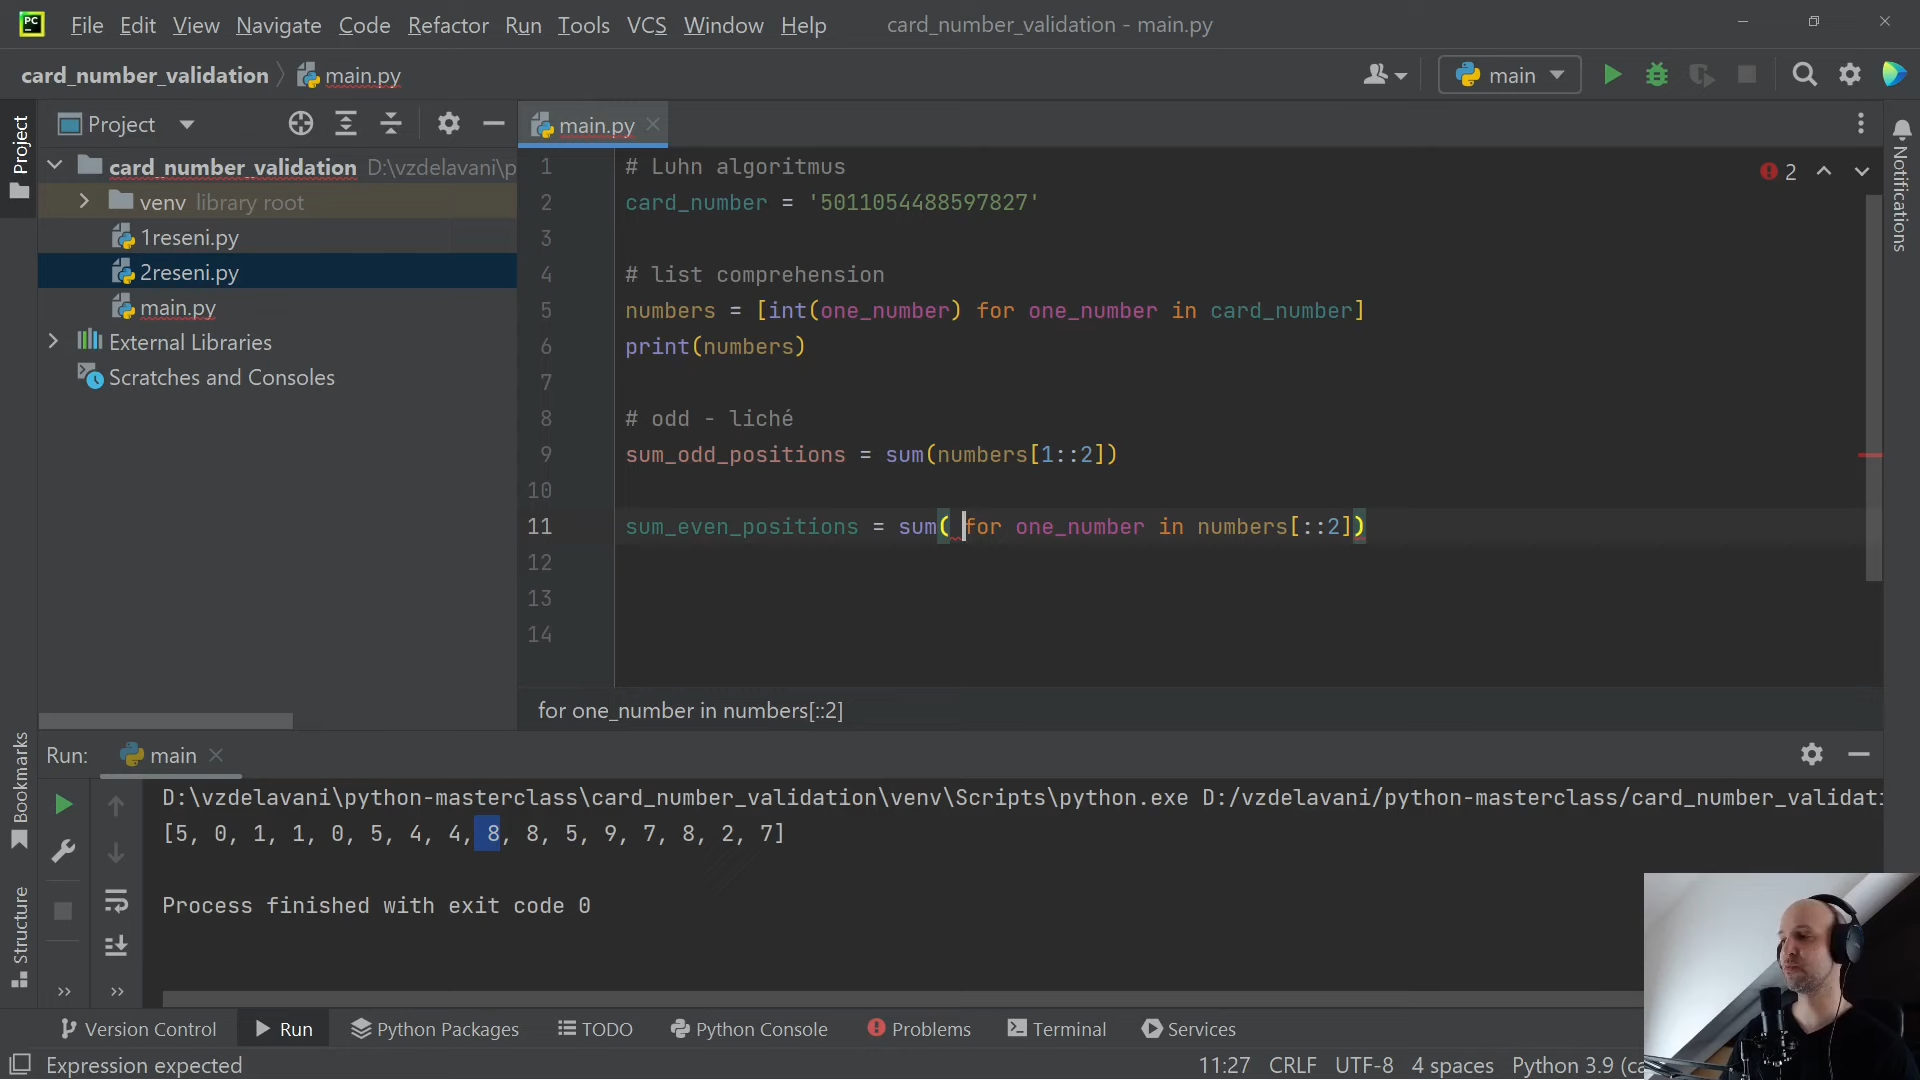 PC File Edit View Navigate Code Refactor Run Tools VCS Window Help card_number_validation - main.py
card_number_validation main.py
main
Project
Project
main.py
Notifications
card_number_validation D:\vzdelavani\p
venv library root
1reseni.py
2reseni.py
main.py
External Libraries
Scratches and Consoles
2
1 # Luhn algoritmus
2 card_number = '5011054488597827'
3
4 # list comprehension
5 numbers = [int(one_number) for one_number in card_number]
6 print(numbers)
7
8 # odd - liché
9 sum_odd_positions = sum(numbers[1::2])
10
11 sum_even_positions = sum( for one_number in numbers[::2])
12
13
14
for one_number in numbers[::2]
Bookmarks
Structure
Run: main
D:\vzdelavani\python-masterclass\card_number_validation\venv\Scripts\python.exe D:/vzdelavani/python-masterclass/card_number_validati
[5, 0, 1, 1, 0, 5, 4, 4, 8, 8, 5, 9, 7, 8, 2, 7]
Process finished with exit code 0
Version Control Run Python Packages TODO Python Console Problems Terminal Services
Expression expected 11:27 CRLF UTF-8 4 spaces Python 3.9 (ca